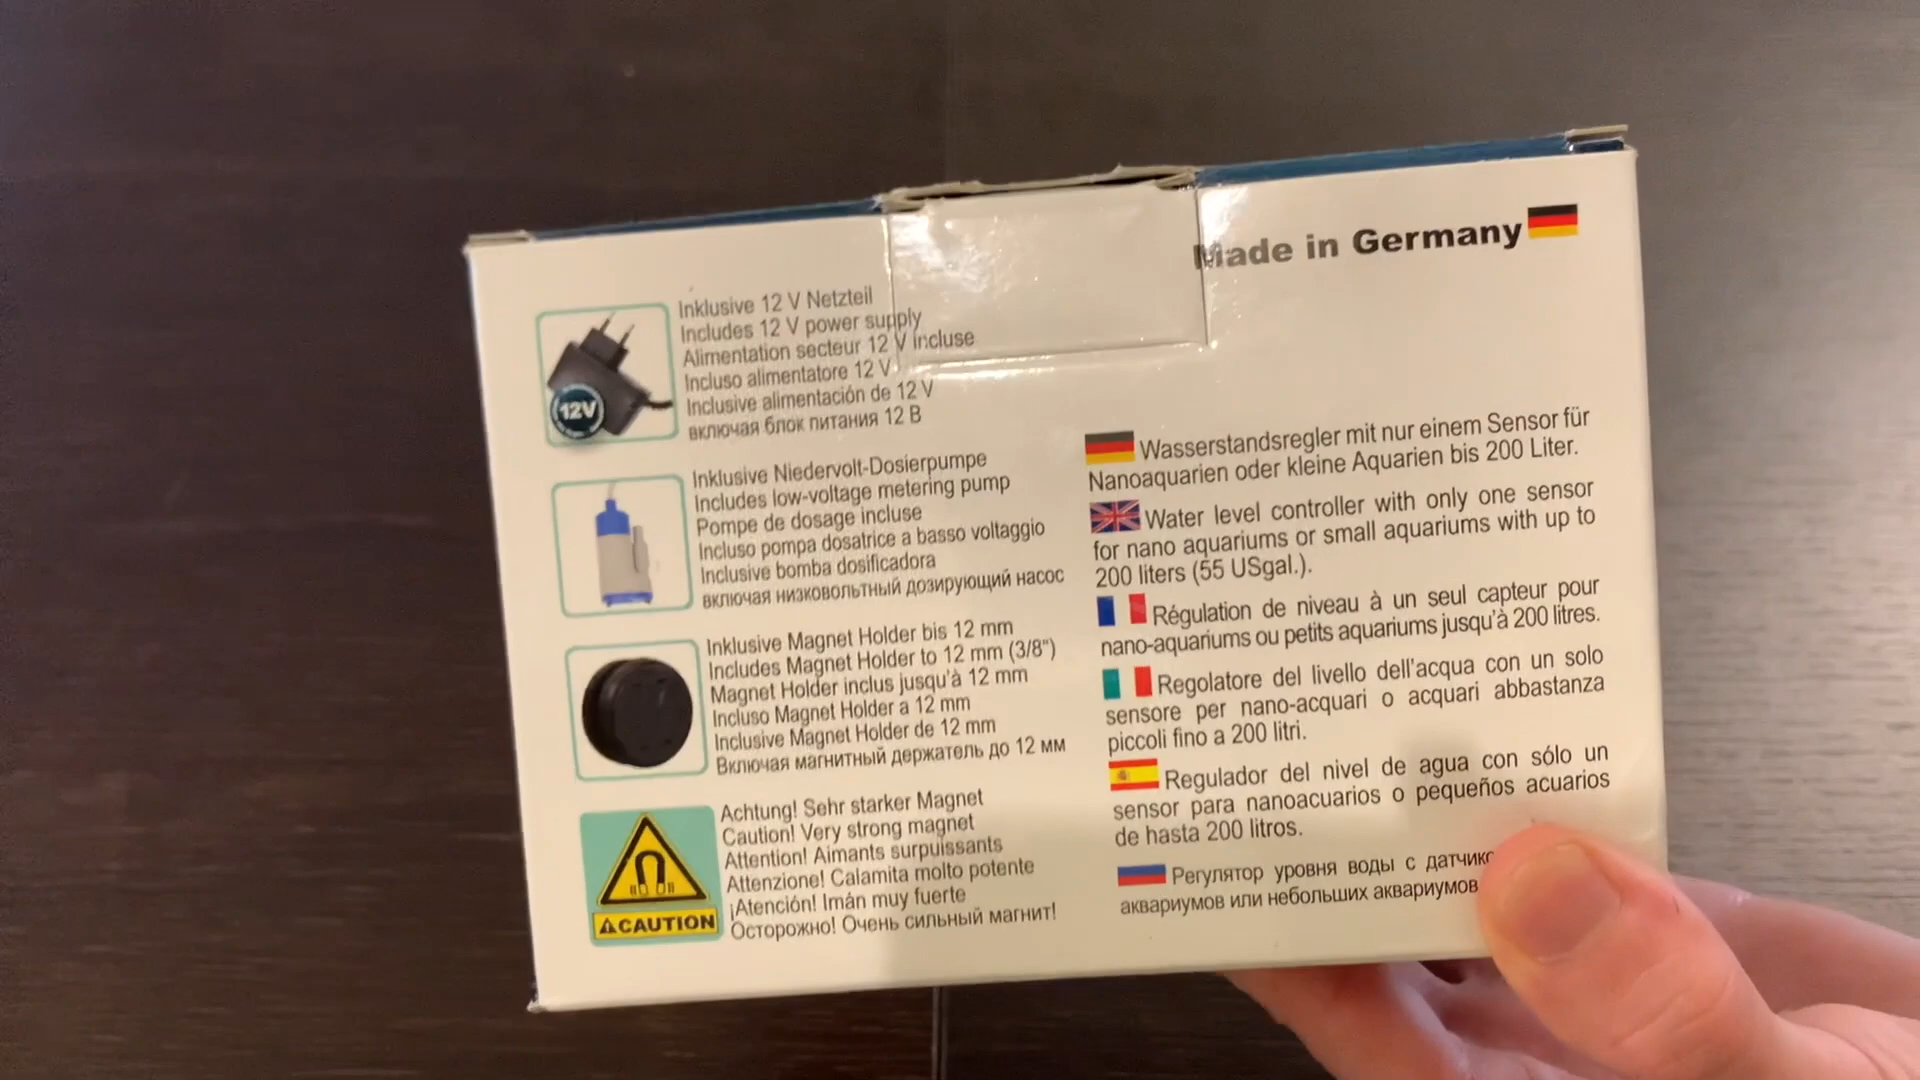 Made in Germany
Inklusive 12 V Netzteil
Includes 12 V power supply
Alimentation secteur 12 V incluse
Incluso alimentatore 12 V
Inclusive alimentación de 12 V
включая блок питания 12 В
12V
Inklusive Niedervolt-Dosierpumpe
Includes low-voltage metering pump
Pompe de dosage incluse
Incluso pompa dosatrice a basso voltaggio
Inclusive bomba dosificadora
включая низковольтный дозирующий насос
Inklusive Magnet Holder bis 12 mm
Includes Magnet Holder to 12 mm (3/8")
Magnet Holder inclus jusqu'à 12 mm
Incluso Magnet Holder a 12 mm
Inclusive Magnet Holder de 12 mm
Включая магнитный держатель до 12 мм
Achtung! Sehr starker Magnet
Caution! Very strong magnet
Attention! Aimants surpuissants
Attenzione! Calamita molto potente
¡Atención! Imán muy fuerte
Осторожно! Очень сильный магнит!
CAUTION
Wasserstandsregler mit nur einem Sensor für
Nanoaquarien oder kleine Aquarien bis 200 Liter.
Water level controller with only one sensor
for nano aquariums or small aquariums with up to
200 liters (55 USgal.).
Régulation de niveau à un seul capteur pour
nano-aquariums ou petits aquariums jusqu'à 200 litres.
Regolatore del livello dell'acqua con un solo
sensore per nano-acquari o acquari abbastanza
piccoli fino a 200 litri.
Regulador del nivel de agua con sólo un
sensor para nanoacuarios o pequeños acuarios
de hasta 200 litros.
Регулятор уровня воды с
аквариумов или небольших аквариумов